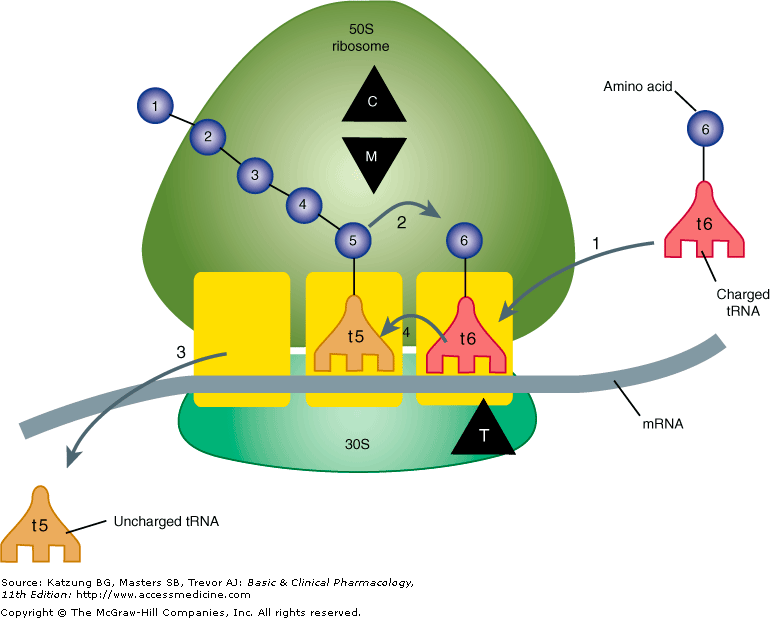 50S
ribosome
C
M
1
2
3
4
5
2
6
Amino acid
6
t6
1
Charged
tRNA
t5
4
t6
3
mRNA
T
30S
t5
Uncharged tRNA
Source: Katzung BG, Masters SB, Trevor AJ: Basic & Clinical Pharmacology,
11th Edition: http://www.accessmedicine.com
Copyright © The McGraw-Hill Companies, Inc. All rights reserved.